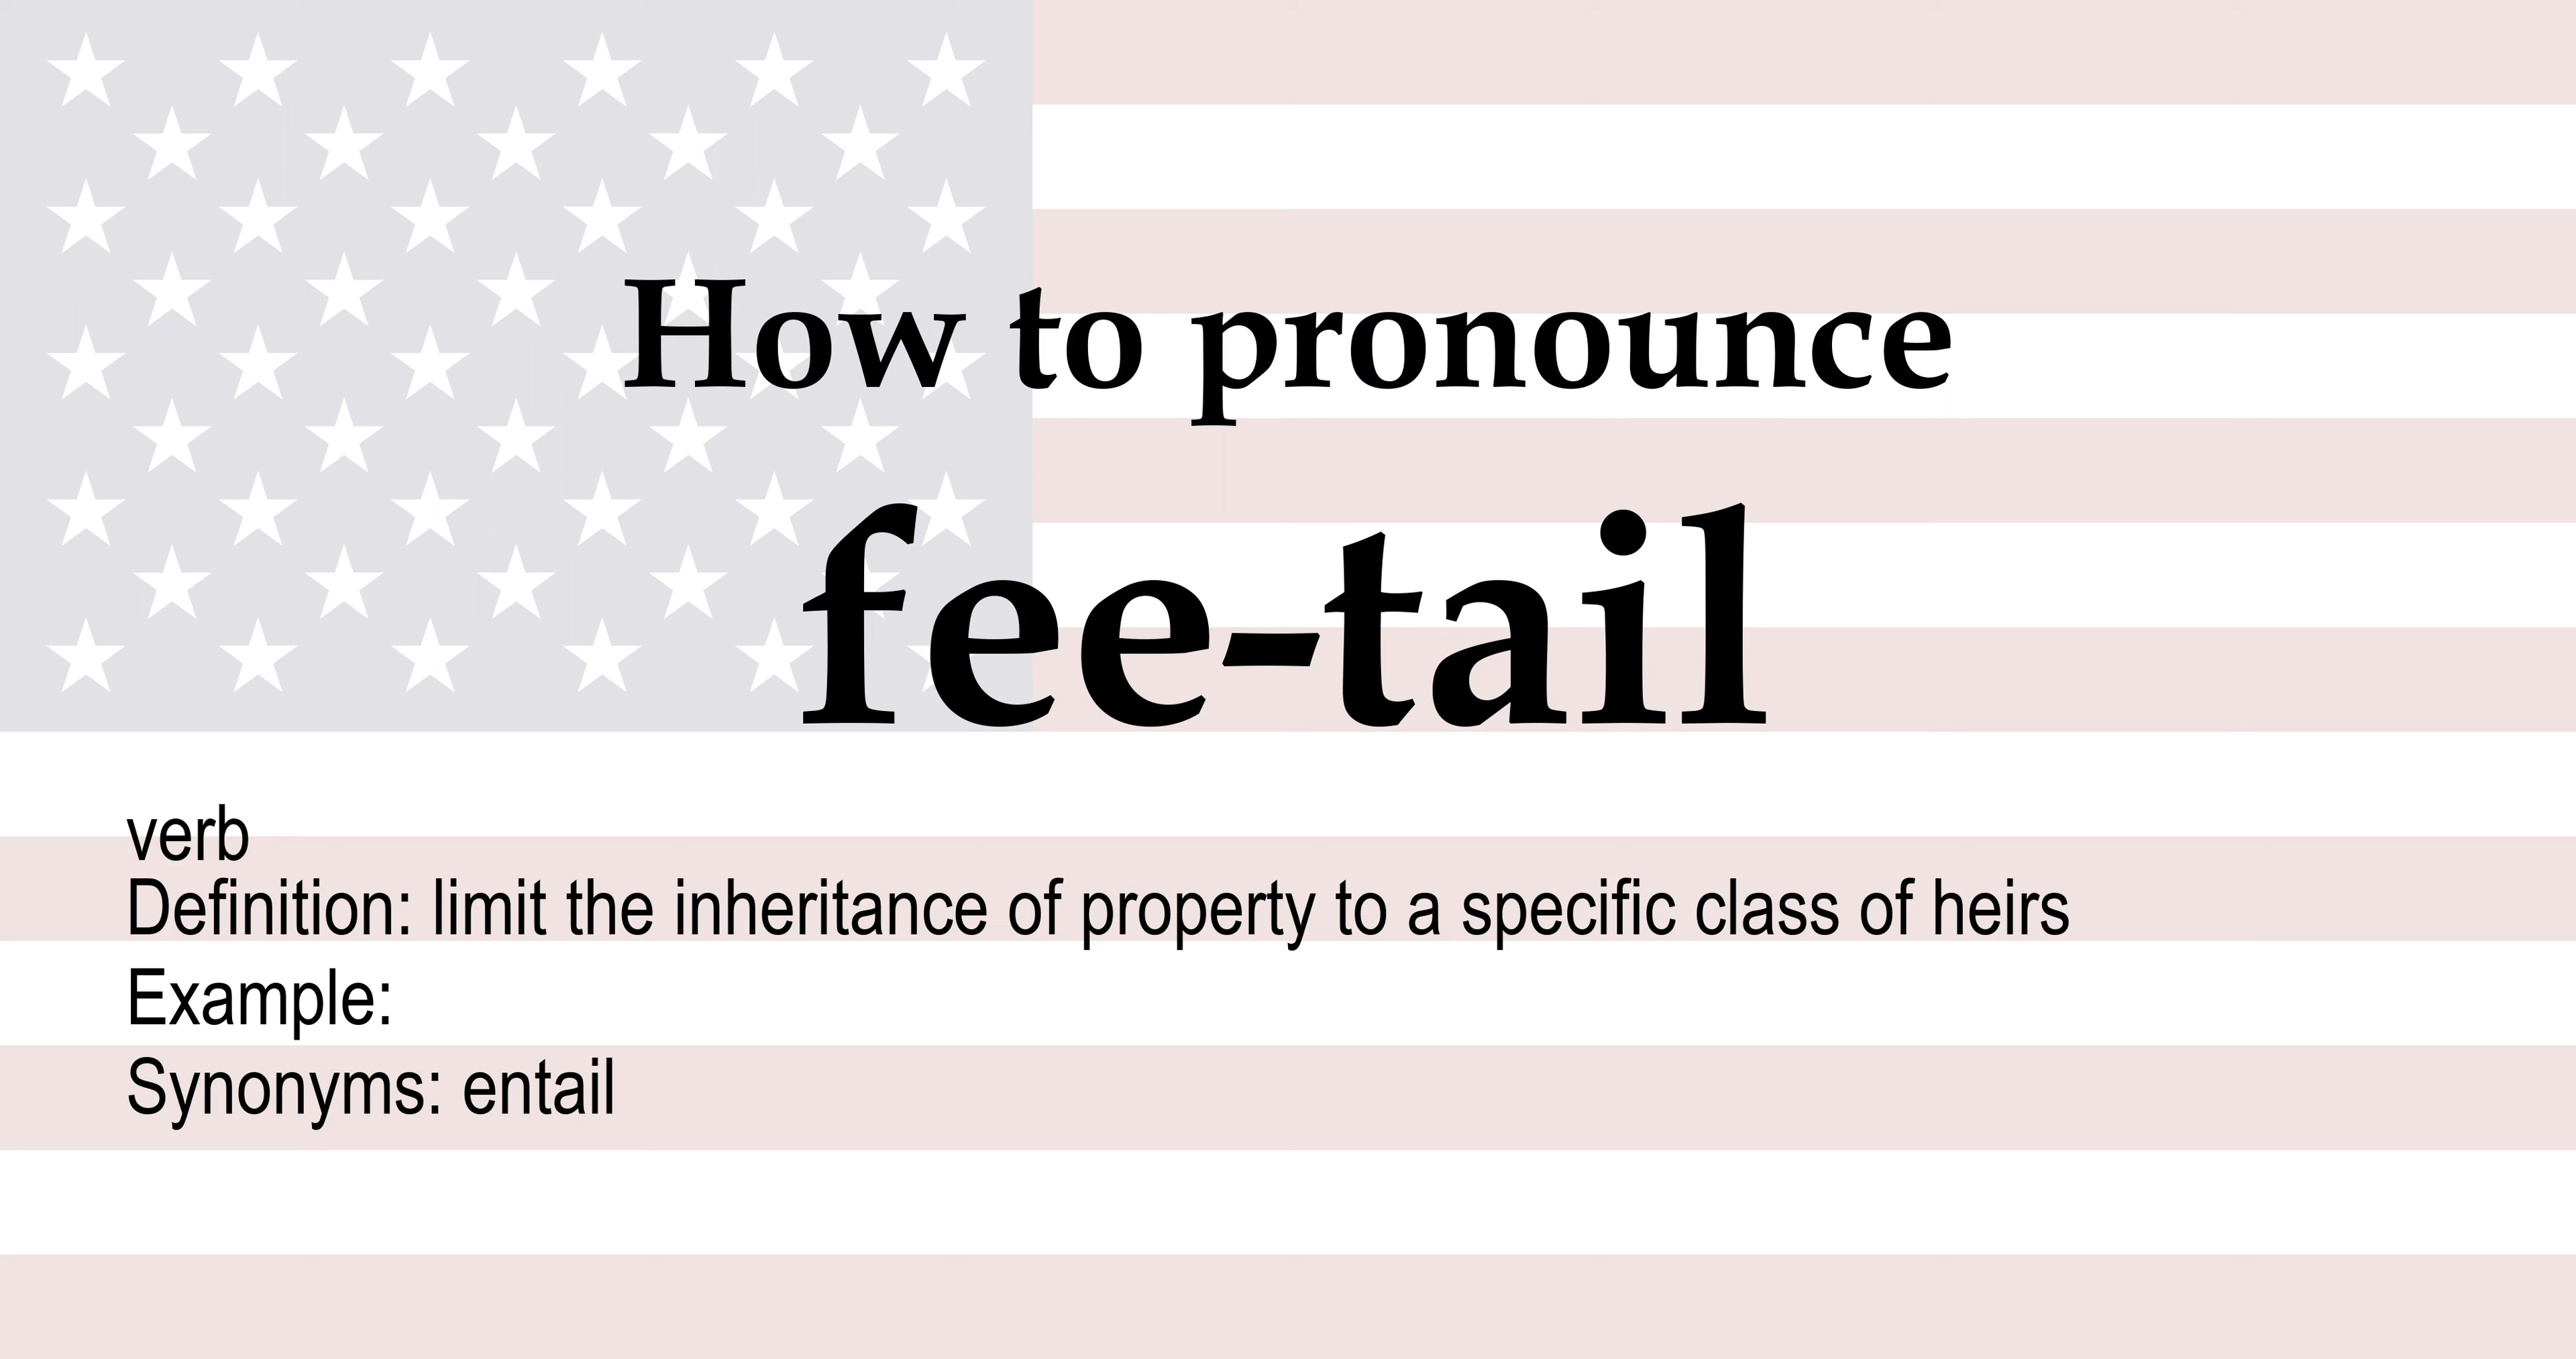 How to pronounce
fee-tail
verb
Definition: limit the inheritance of property to a specific class of heirs
Example:
Synonyms: entail